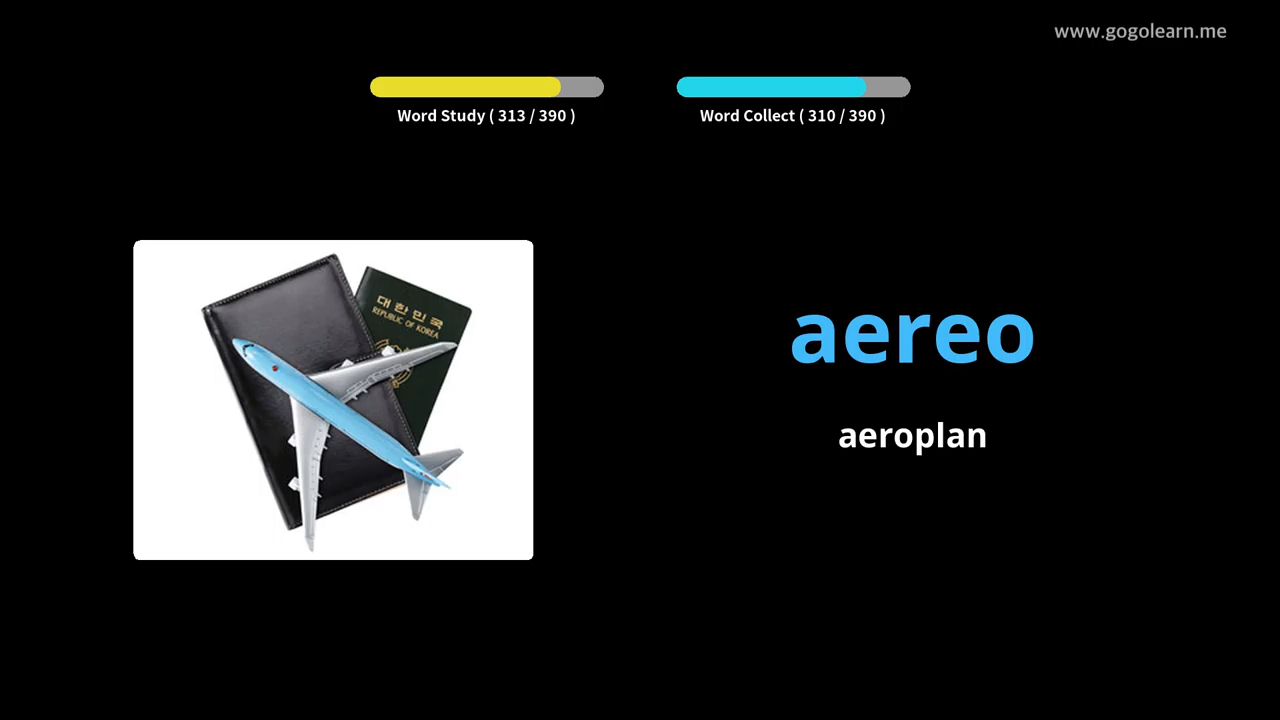 www.gogolearn.me
Word Study ( 313 / 390 )
Word Collect ( 310 / 390 )
대한민국
REPUBLIC OF KOREA
aereo
aeroplan